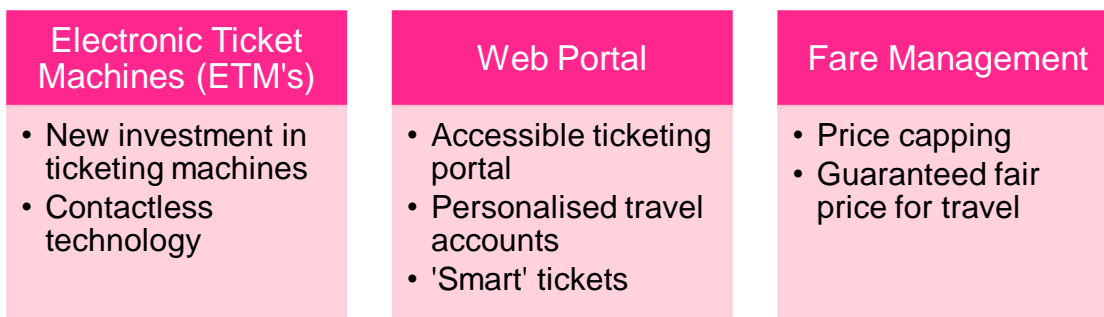 Electronic Ticket
Machines (ETM's)
• New investment in
ticketing machines
• Contactless
technology
Web Portal
• Accessible ticketing
portal
• Personalised travel
accounts
• 'Smart' tickets
Fare Management
• Price capping
• Guaranteed fair
price for travel